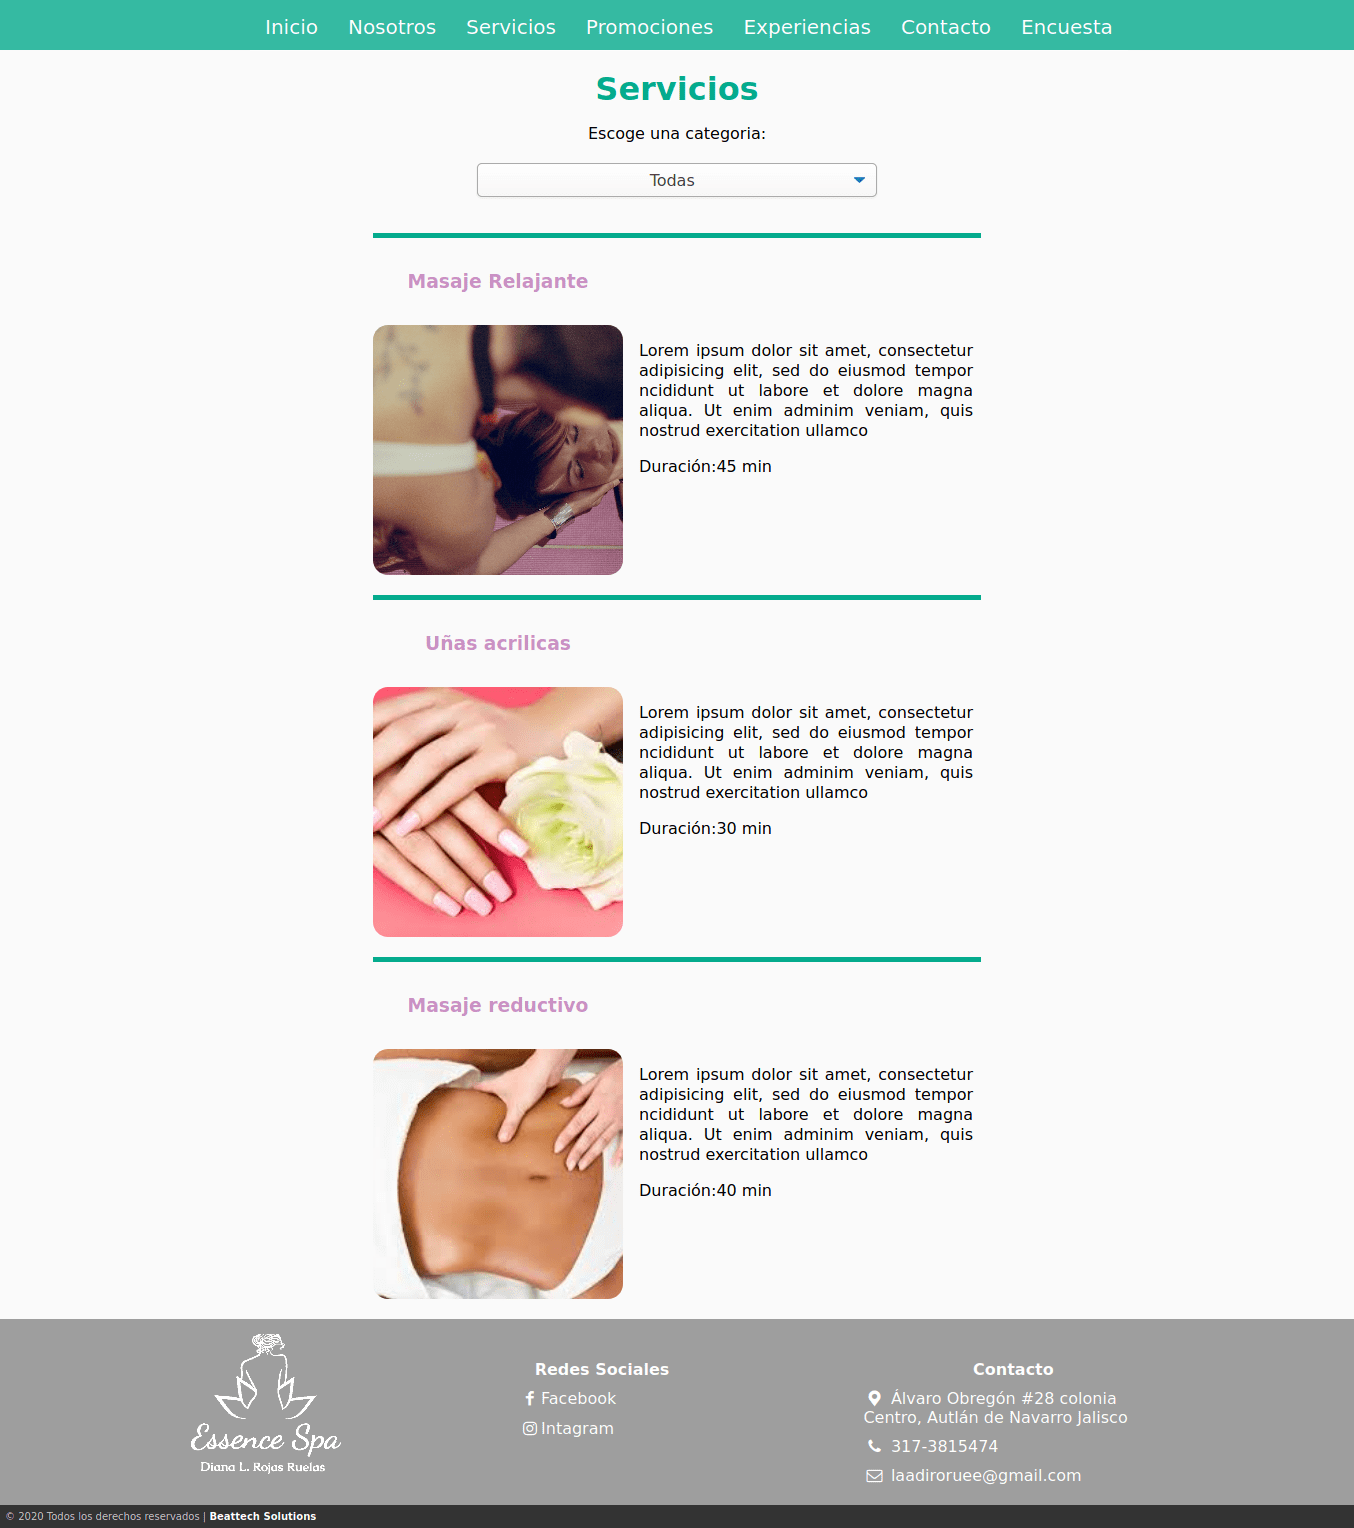 Inicio Nosotros Servicios Promociones Experiencias Contacto Encuesta
Servicios
Escoge una categoria:
Todas
Masaje Relajante
Lorem ipsum dolor sit amet, consectetur
adipisicing elit, sed do eiusmod tempor
ncididunt ut labore et dolore magna
aliqua. Ut enim adminim veniam, quis
nostrud exercitation ullamco
Duración:45 min
Uñas acrilicas
Lorem ipsum dolor sit amet, consectetur
adipisicing elit, sed do eiusmod tempor
ncididunt ut labore et dolore magna
aliqua. Ut enim adminim veniam, quis
nostrud exercitation ullamco
Duración:30 min
Masaje reductivo
Lorem ipsum dolor sit amet, consectetur
adipisicing elit, sed do eiusmod tempor
ncididunt ut labore et dolore magna
aliqua. Ut enim adminim veniam, quis
nostrud exercitation ullamco
Duración:40 min
Essence Spa
Diana L. Rojas Ruelas
Redes Sociales
Facebook
Intagram
Contacto
Álvaro Obregón #28 colonia
Centro, Autlán de Navarro Jalisco
317-3815474
laadiroruee@gmail.com
© 2020 Todos los derechos reservados | Beattech Solutions